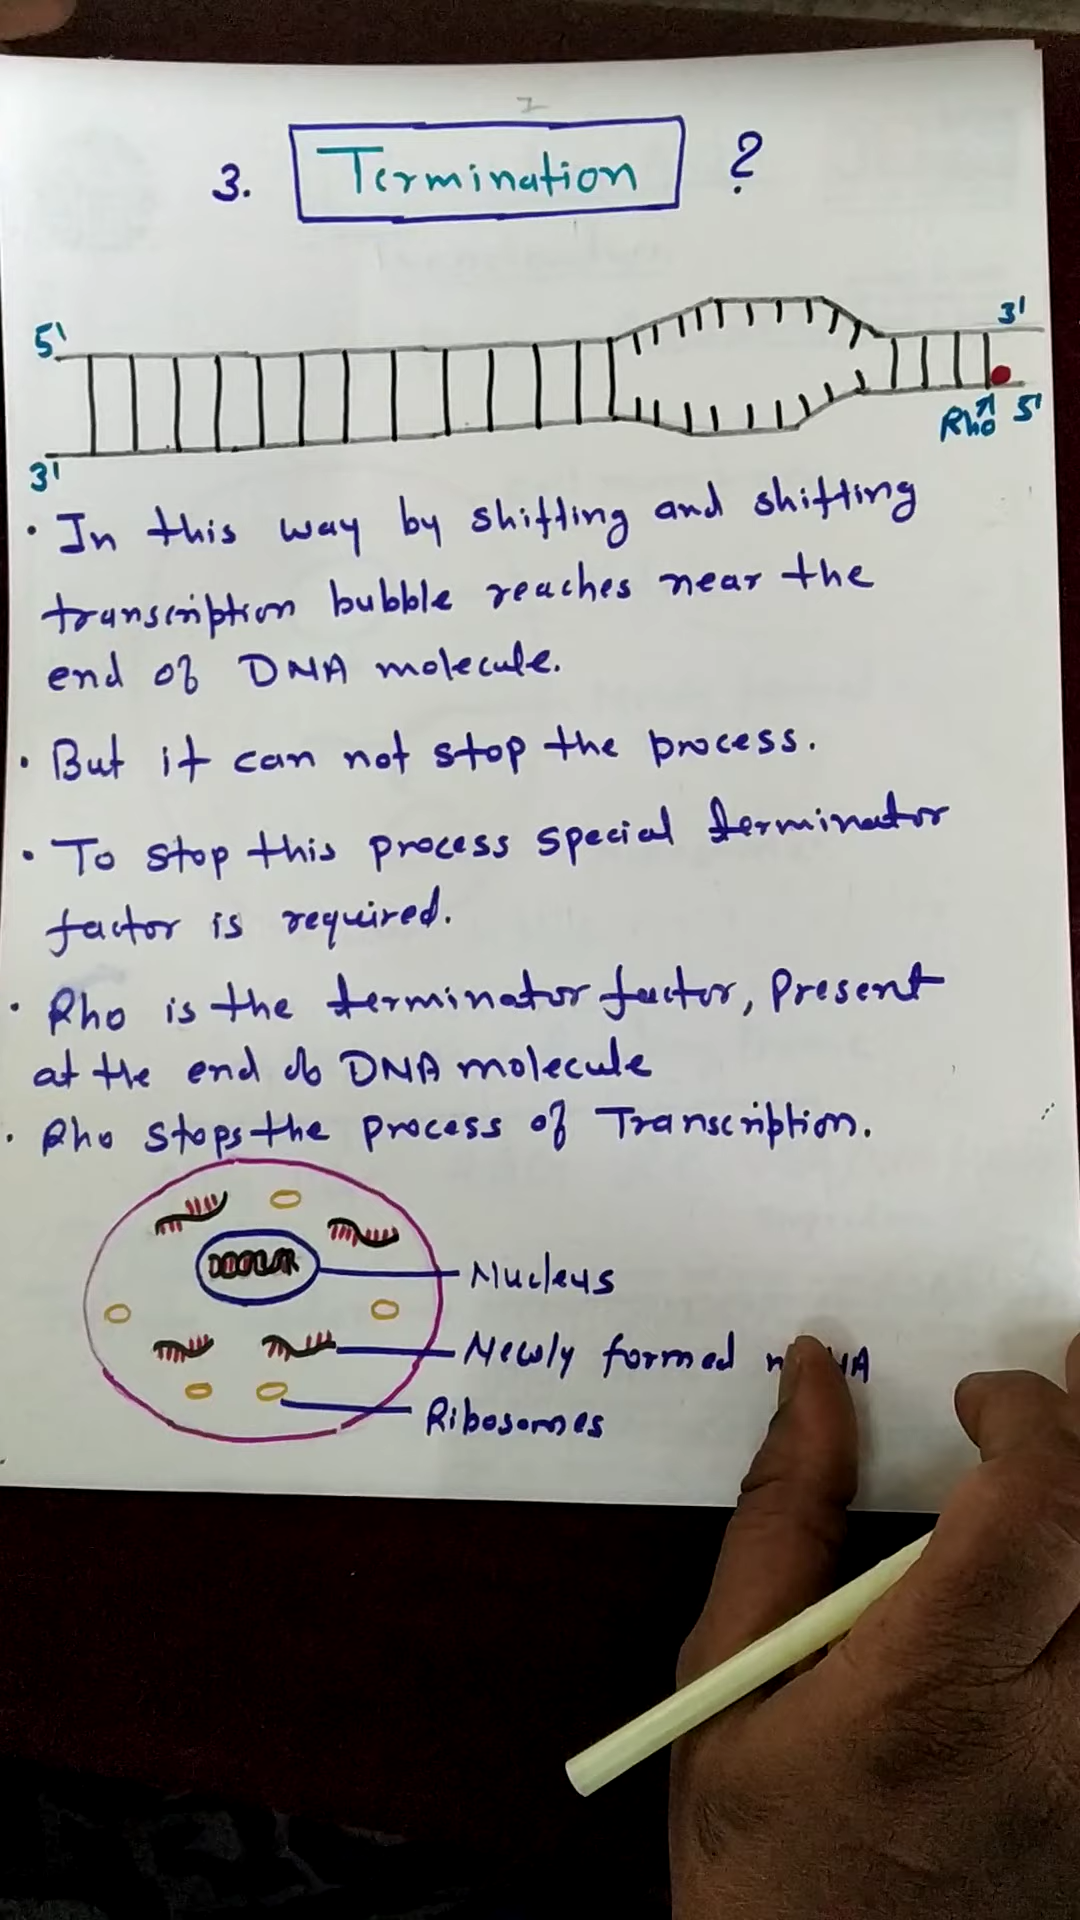 3. Termination ?
5' 3'
3' Rho 5'
• In this way by shifting and shifting
transcription bubble reaches near the
end of DNA molecule.
• But it can not stop the process.
• To stop this process special terminator
factor is required.
• Rho is the terminator factor, Present
at the end of DNA molecule
• Rho stops the process of Transcription.
Nucleus
Newly formed
Ribosomes